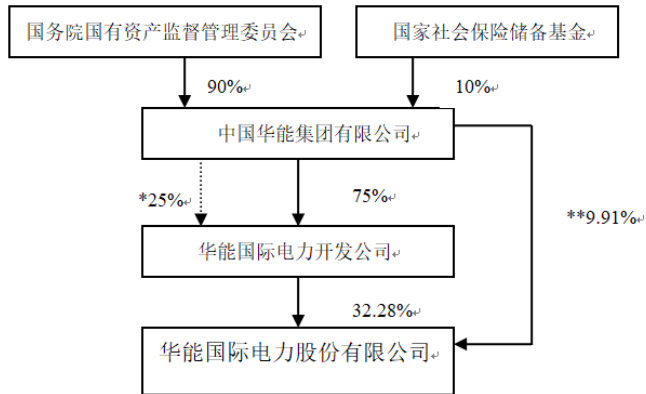 国务院国有资产监督管理委员会
国家社会保险储备基金
90%
10%
中国华能集团有限公司
*25%
75%
**9.91%
华能国际电力开发公司
32.28%
华能国际电力股份有限公司